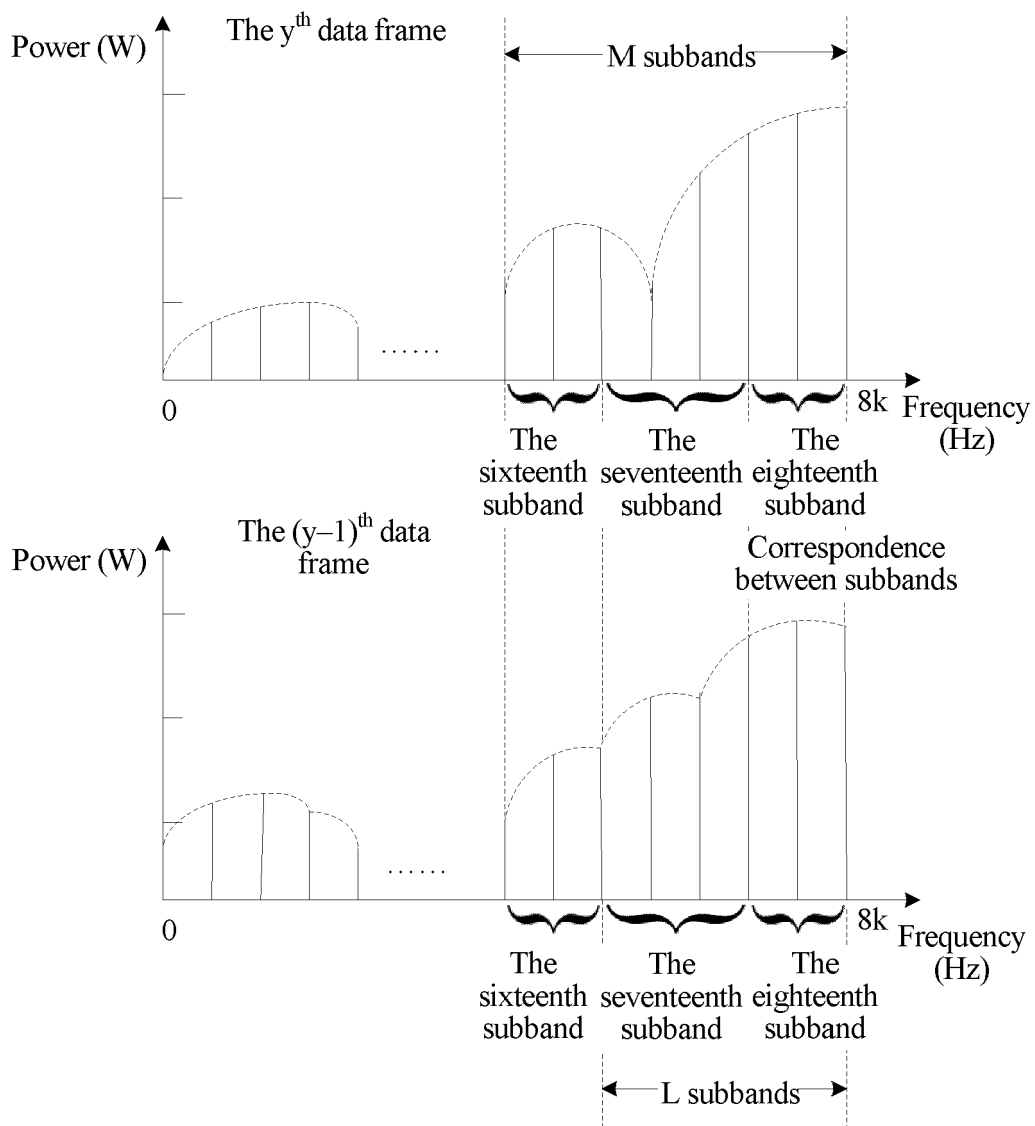 The yth data frame
Power (W)
M subbands
......
0
8k
Frequency
(Hz)
The
sixteenth
subband
The
seventeenth
subband
The
eighteenth
subband
The (y–1)th data
frame
Power (W)
Correspondence
between subbands
......
0
8k
Frequency
(Hz)
The
sixteenth
subband
The
seventeenth
subband
The
eighteenth
subband
L subbands